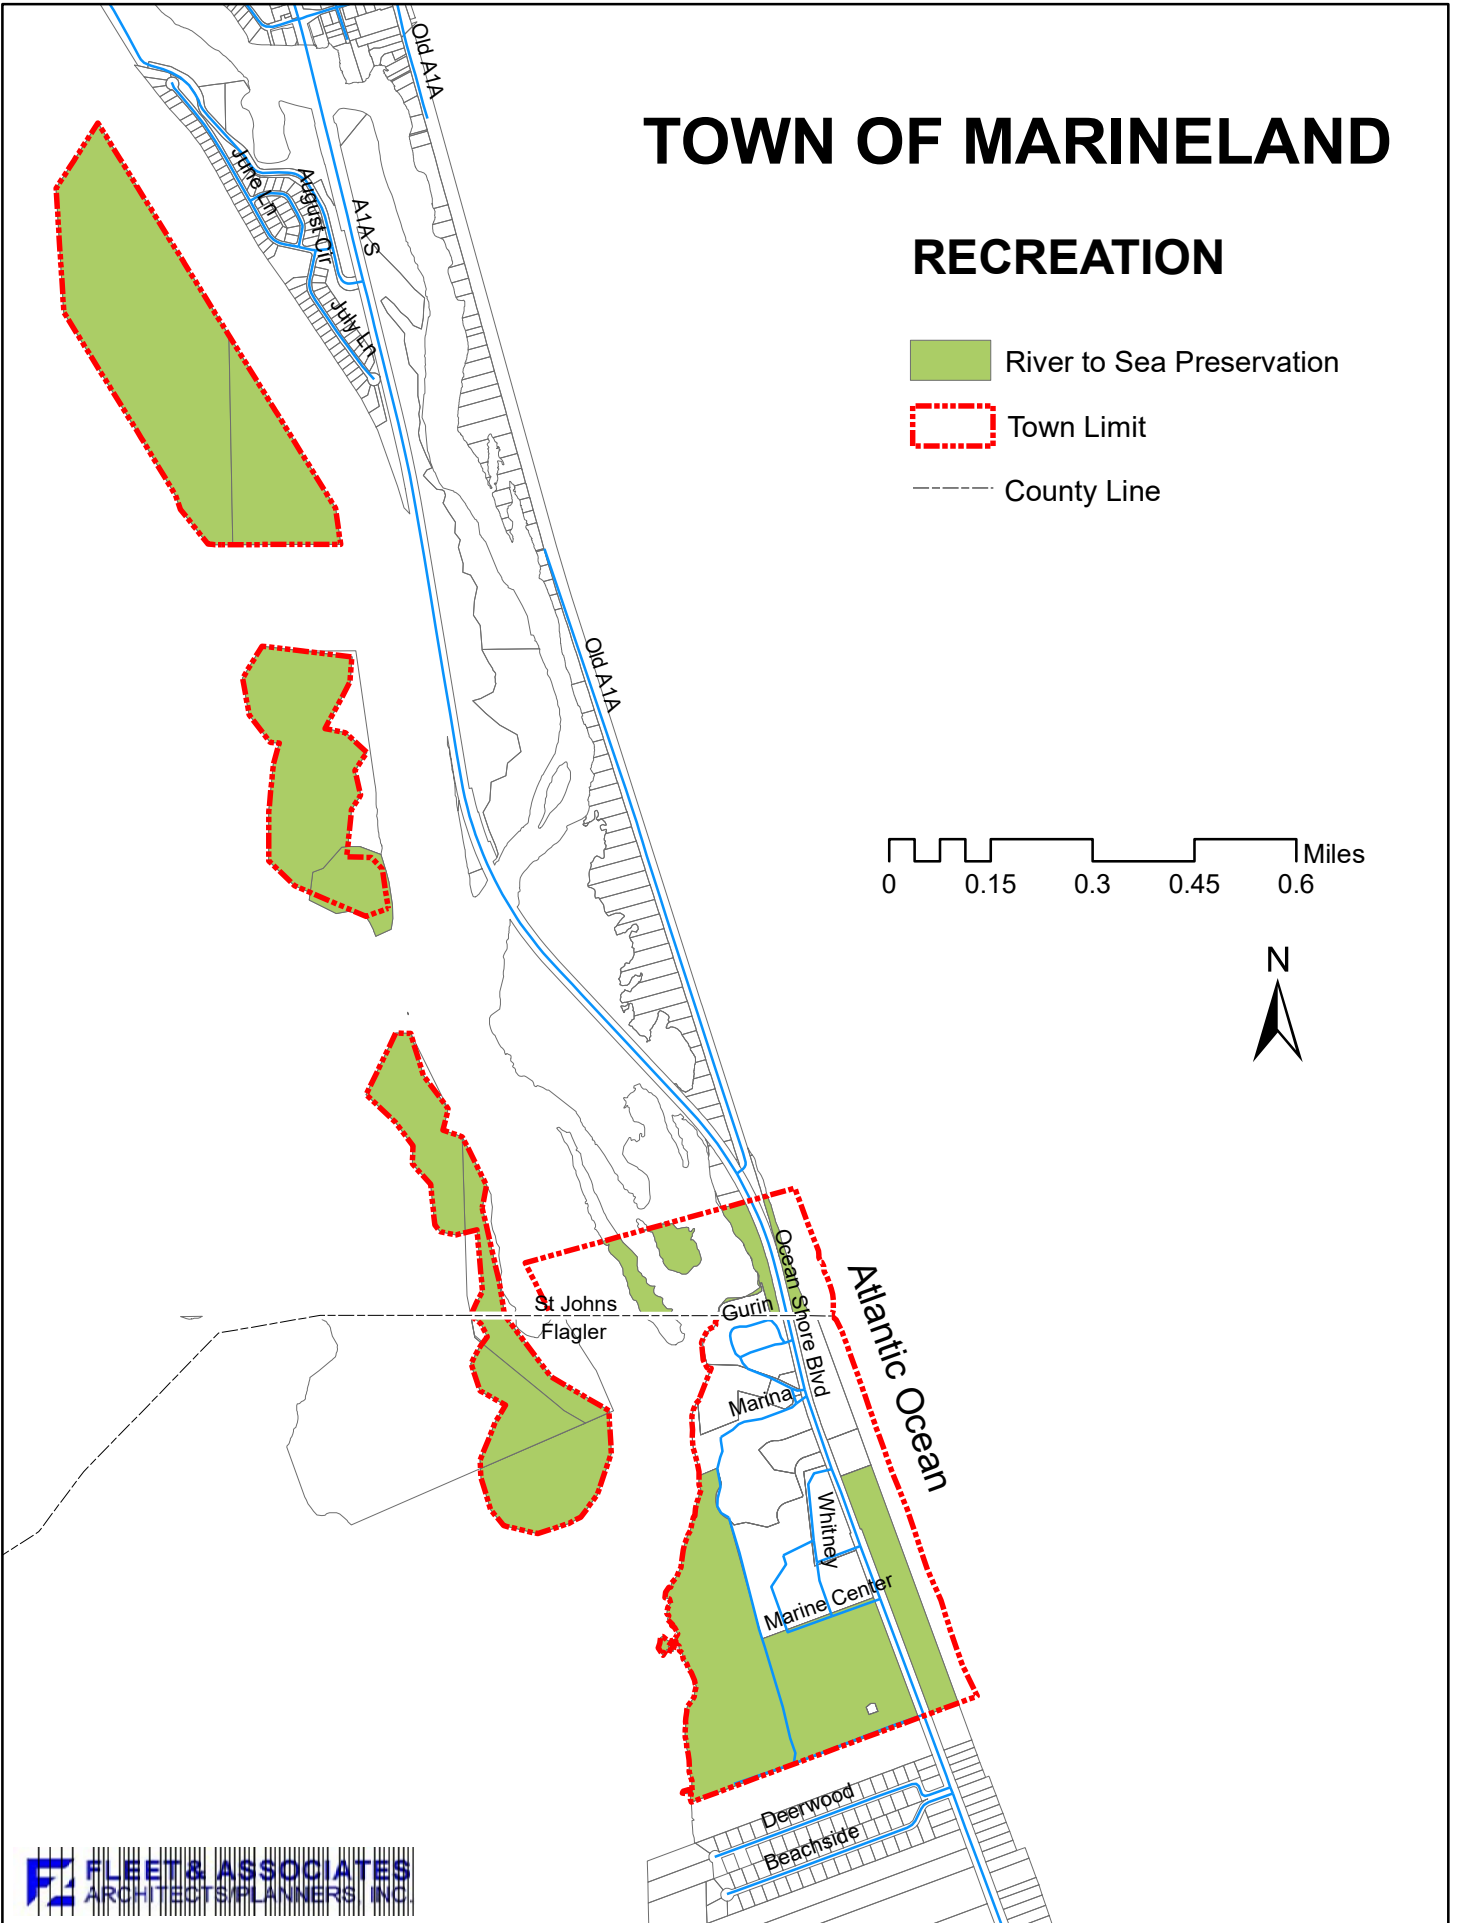 Old A1A
TOWN OF MARINELAND
June Ln
August Cir
A1A S
RECREATION
July Ln
River to Sea Preservation
Town Limit
County Line
Old A1A
Miles
0 0.15 0.3 0.45 0.6
N
Ocean Shore Blvd
Atlantic Ocean
St Johns
Gurin
Flagler
Marina
Whitney
Marine Center
Deerwood
Beachside
FLEET & ASSOCIATES
ARCHITECTS/PLANNERS, INC.